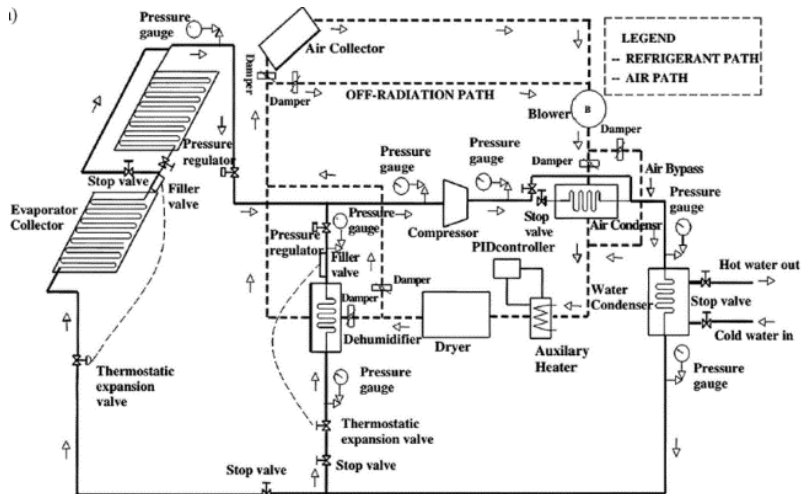 )
Pressure
gauge
Air Collector
LEGEND
-- REFRIGERANT PATH
-- AIR PATH
Damper
Damper
OFF-RADIATION PATH
Blower
B
Damper
Pressure
regulator
Stop valve
Filler
valve
Evaporator
Collector
Pressure
gauge
Pressure
gauge
Damper
Air Bypass
Pressure
gauge
Compressor
Stop
valve
Air Condensr
Pressure
gauge
Pressure
regulator
Filler
valve
Damper
Damper
Dehumidifier
PIDcontroller
Dryer
Auxilary
Heater
Water
Condenser
Hot water out
Stop valve
Cold water in
Thermostatic
expansion
valve
Pressure
gauge
Pressure
gauge
Thermostatic
expansion valve
Stop valve
Stop valve